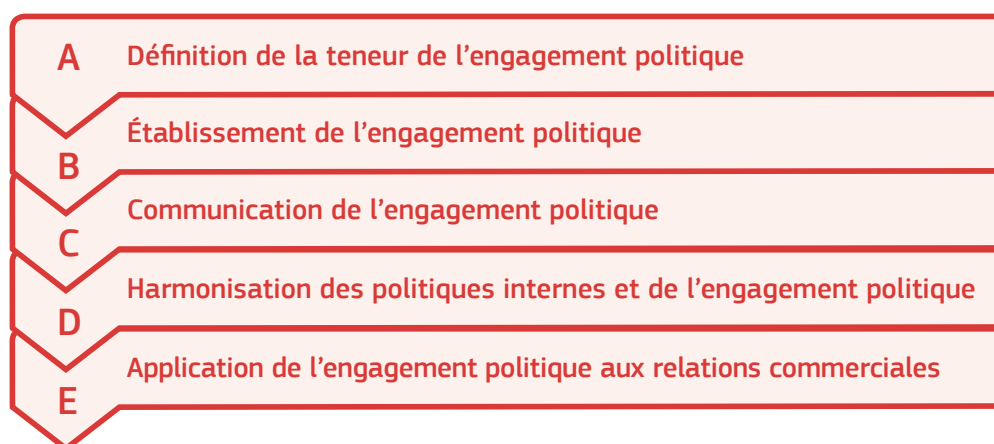 A
Définition de la teneur de l’engagement politique
B
Établissement de l’engagement politique
C
Communication de l’engagement politique
D
Harmonisation des politiques internes et de l’engagement politique
E
Application de l’engagement politique aux relations commerciales